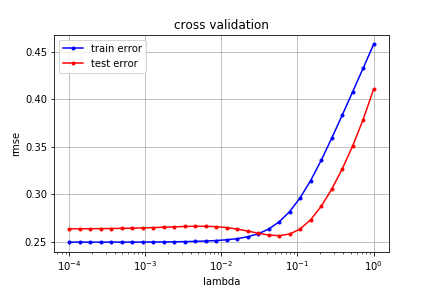 cross validation
train error
test error
0.45
0.40
0.35
0.30
0.25
rmse
10⁻⁴
10⁻³
10⁻²
10⁻¹
10⁰
lambda